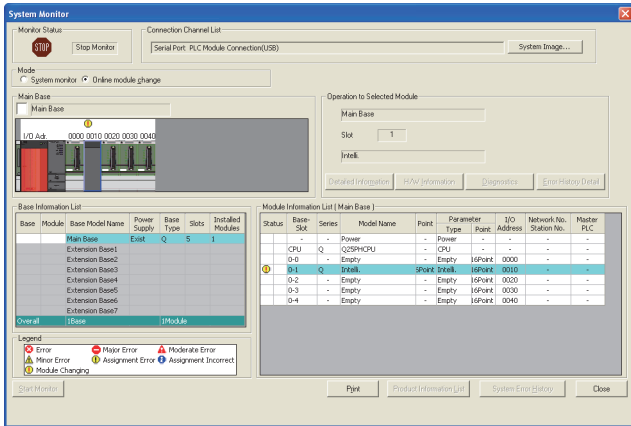 System Monitor
Monitor Status
STOP
Stop Monitor
Connection Channel List
Serial Port PLC Module Connection(USB)
System Image...
Mode
System monitor
Online module change
Main Base
Main Base
I/O Adr. 0000 0010 0020 0030 0040
Operation to Selected Module
Main Base
Slot 1
Intelli.
Detailed Information
H/W Information
Diagnostics
Error History Detail
Base Information List
Base Module Base Model Name Power Supply Base Type Slots Installed Modules
Main Base Exist Q 5 1
Extension Base1
Extension Base2
Extension Base3
Extension Base4
Extension Base5
Extension Base6
Extension Base7
Overall 1Base 1Module
Module Information List ( Main Base )
Status Base-Slot Series Model Name Point Parameter Type Point I/O Address Network No. Station No. Master PLC
- - Power - Power - - - -
CPU Q Q25PHCPU - CPU - - - -
0-0 - Empty - Empty 16Point 0000 - -
0-1 Q Intelli. 6Point Intelli. 16Point 0010 - -
0-2 - Empty - Empty 16Point 0020 - -
0-3 - Empty - Empty 16Point 0030 - -
0-4 - Empty - Empty 16Point 0040 - -
Legend
Error Major Error Moderate Error
Minor Error Assignment Error Assignment Incorrect
Module Changing
Start Monitor
Print
Product Information List
System Error History
Close